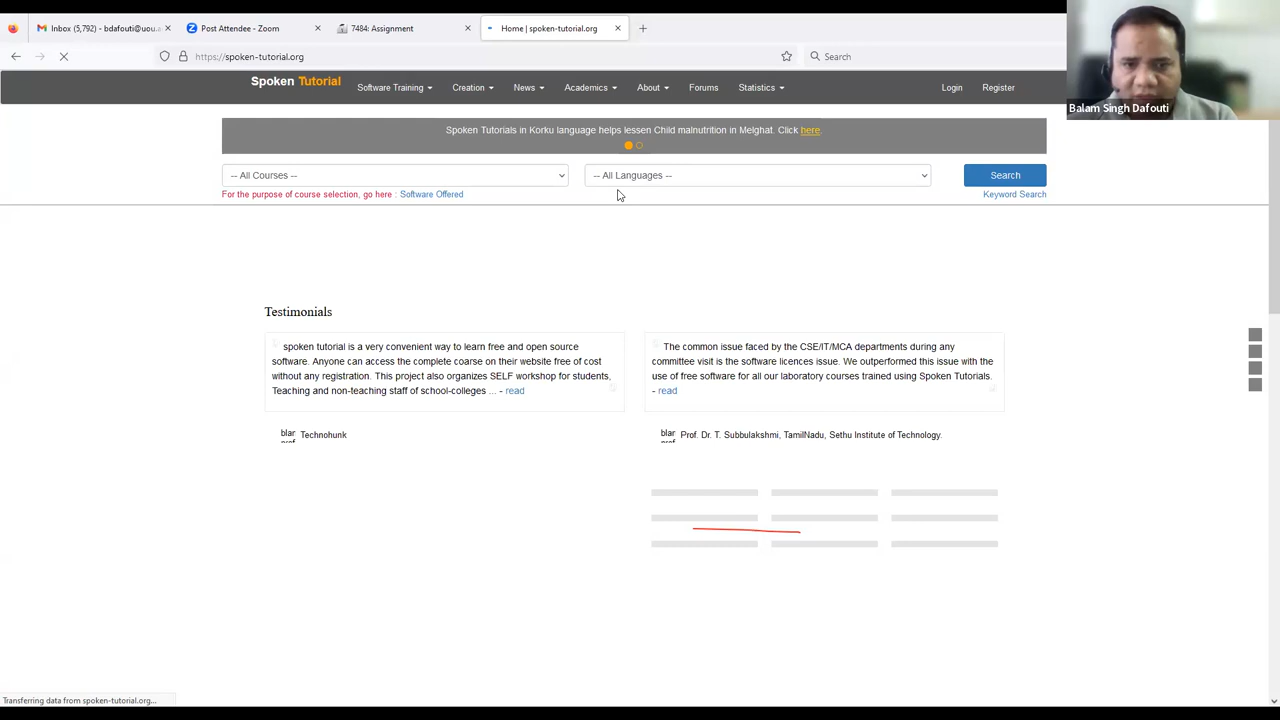 Inbox (5,792) - bdafouti@uou.a
Post Attendee - Zoom
7484: Assignment
Home | spoken-tutorial.org
https://spoken-tutorial.org
Search
Balam Singh Dafouti
Spoken Tutorial
Software Training
Creation
News
Academics
About
Forums
Statistics
Login
Register
Spoken Tutorials in Korku language helps lessen Child malnutrition in Melghat. Click here.
-- All Courses --
-- All Languages --
Search
For the purpose of course selection, go here : Software Offered
Keyword Search
Testimonials
spoken tutorial is a very convenient way to learn free and open source
software. Anyone can access the complete coarse on their website free of cost
without any registration. This project also organizes SELF workshop for students,
Teaching and non-teaching staff of school-colleges ... - read
The common issue faced by the CSE/IT/MCA departments during any
committee visit is the software licences issue. We outperformed this issue with the
use of free software for all our laboratory courses trained using Spoken Tutorials.
- read
blar
Technohunk
blar
Prof. Dr. T. Subbulakshmi, TamilNadu, Sethu Institute of Technology.
Transferring data from spoken-tutorial.org...